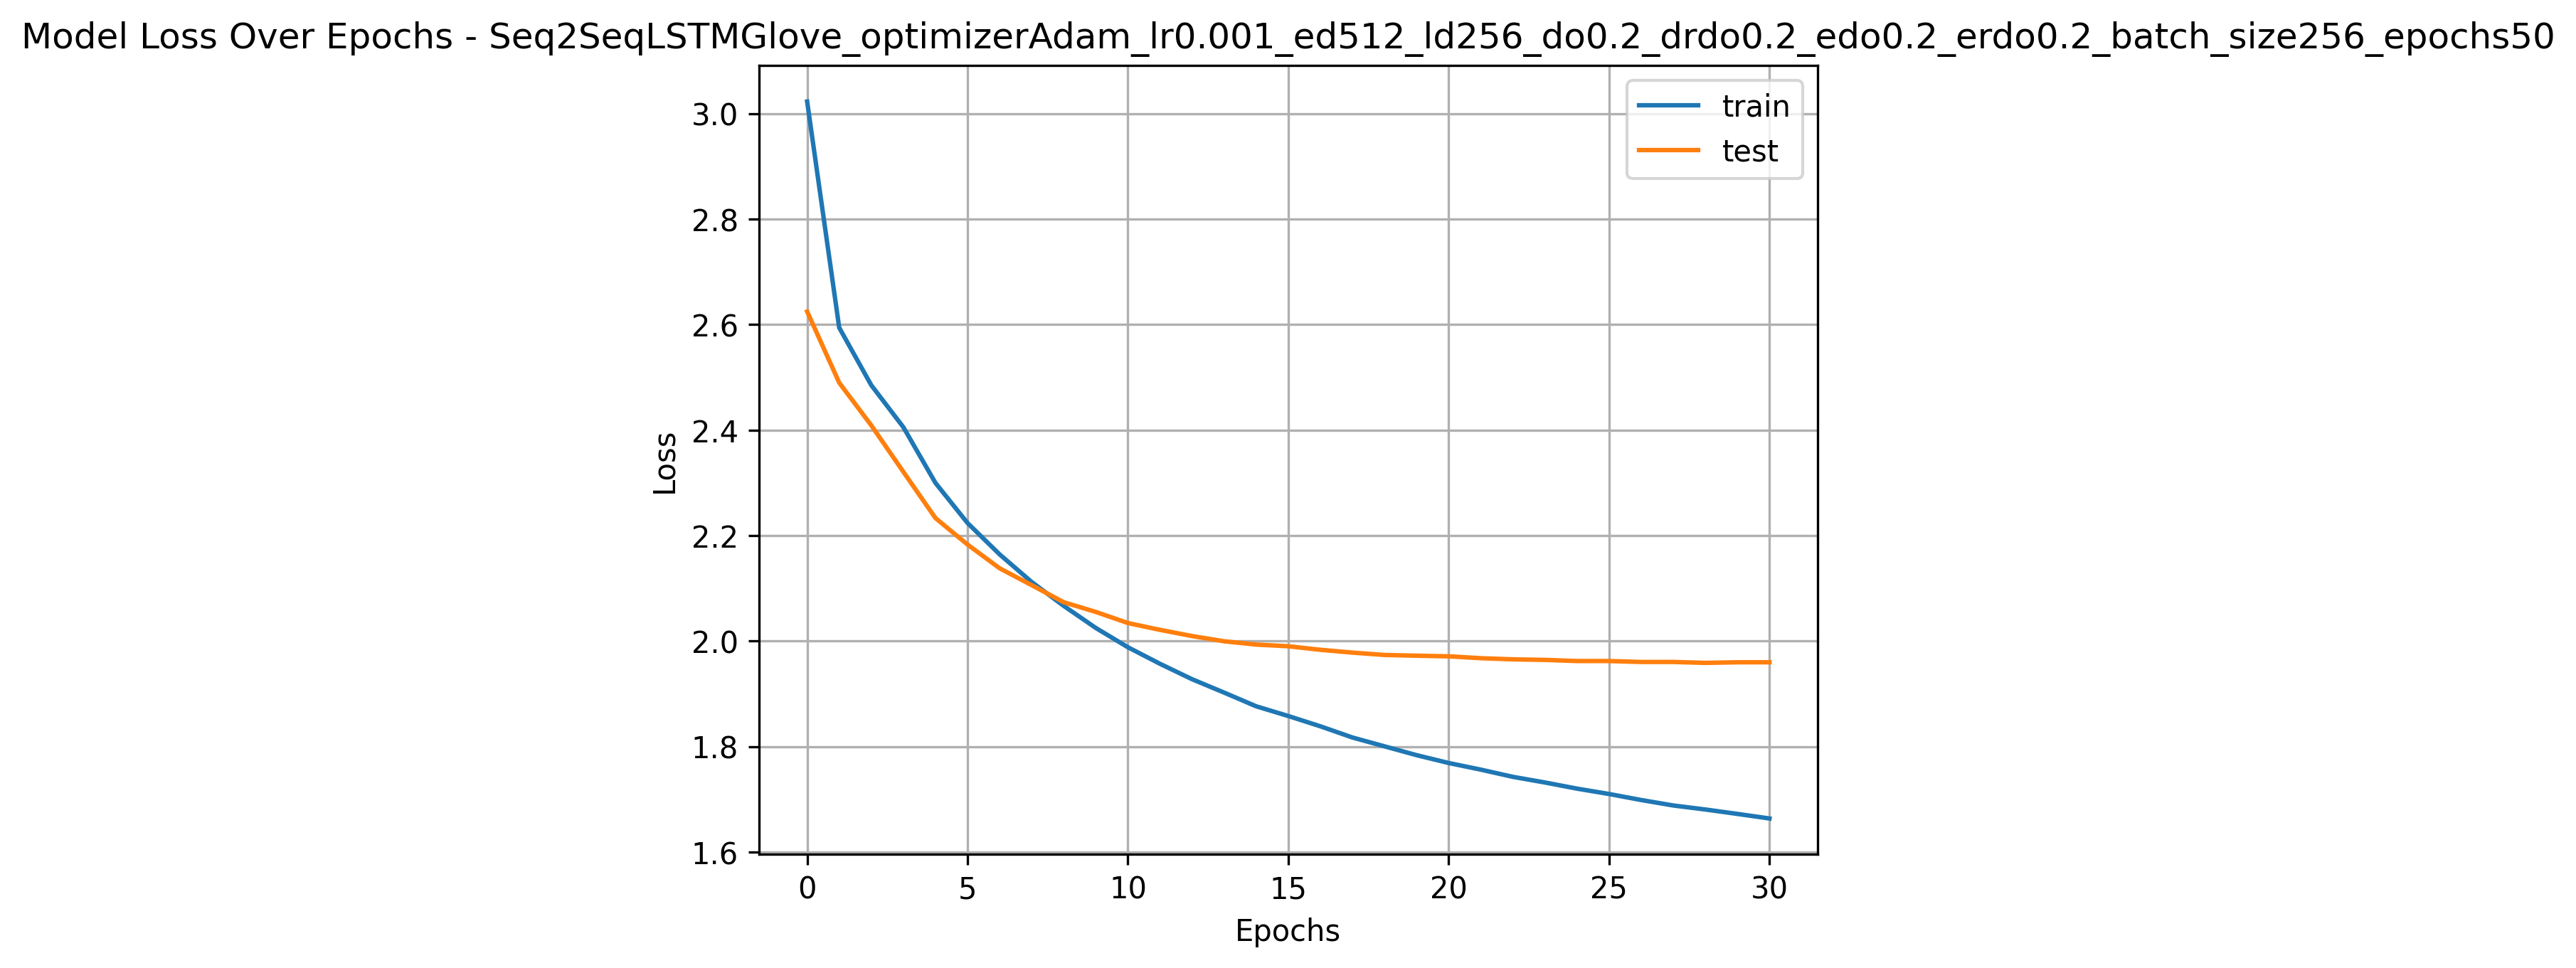 Model Loss Over Epochs - Seq2SeqLSTMGlove_optimizerAdam_lr0.001_ed512_ld256_do0.2_drdo0.2_edo0.2_erdo0.2_batch_size256_epochs50
train
test
3.0
2.8
2.6
2.4
2.2
2.0
1.8
1.6
Loss
0 5 10 15 20 25 30
Epochs